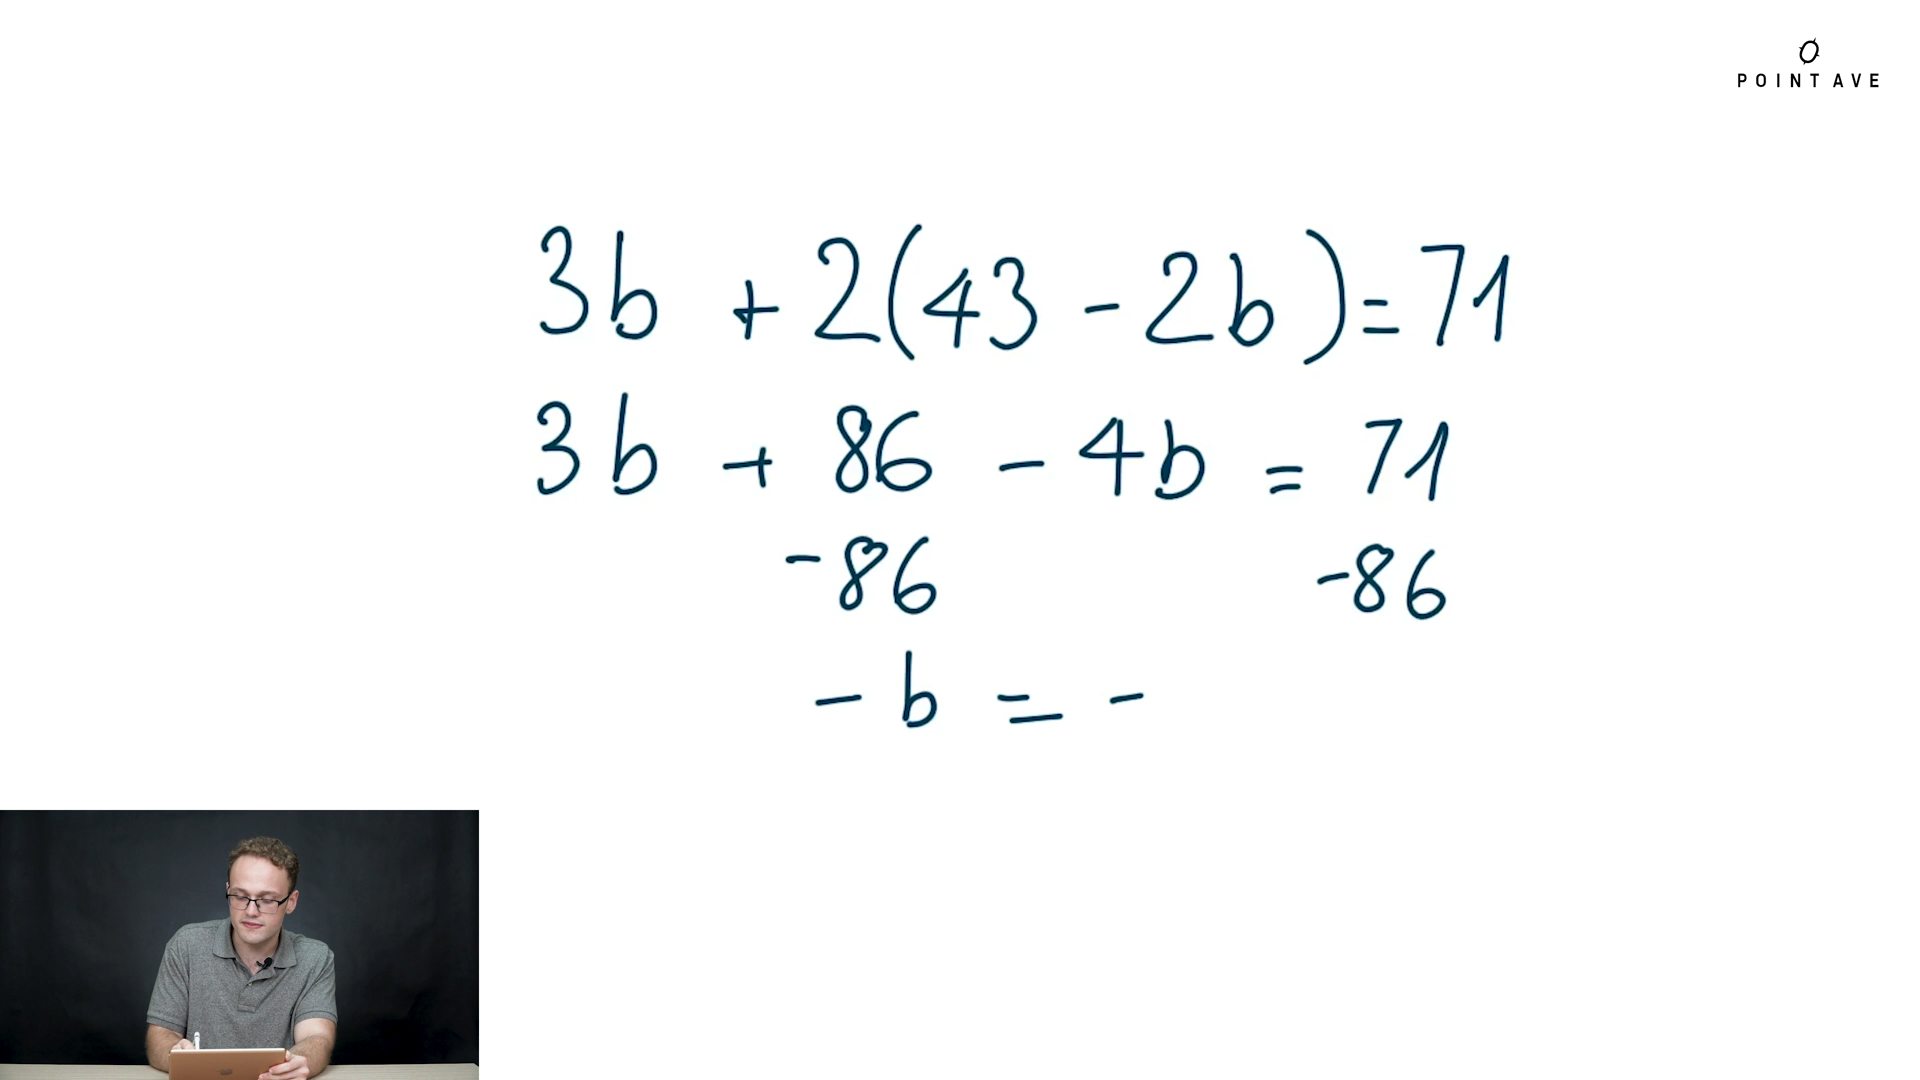 POINT AVE
3b + 2(43 - 2b) = 71
3b + 86 - 4b = 71
-86 -86
- b = -